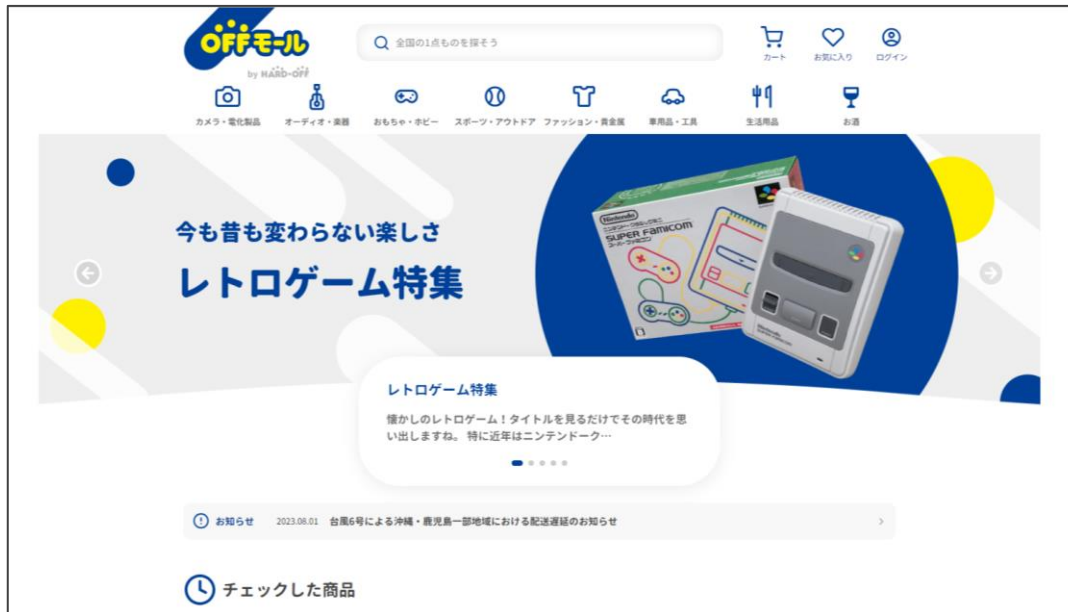 OFFモール
by HARD-OFF
全国の1点ものを探そう
カート
お気に入り
ログイン
カメラ・電化製品
オーディオ・楽器
おもちゃ・ホビー
スポーツ・アウトドア
ファッション・貴金属
車用品・工具
生活用品
お酒
今も昔も変わらない楽しさ
レトロゲーム特集
Nintendo
SUPER FAMICOM
レトロゲーム特集
懐かしのレトロゲーム！タイトルを見るだけでその時代を思
い出しますね。 特に近年はニンテンドーク…
お知らせ
2023.08.01 台風6号による沖縄・鹿児島一部地域における配送遅延のお知らせ
チェックした商品